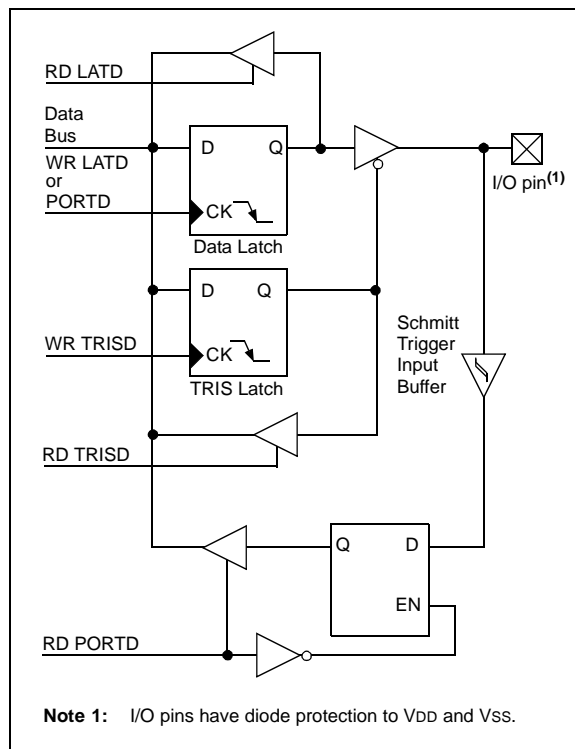 RD LATD
Data
Bus
WR LATD
or
PORTD
D Q
CK
Data Latch
I/O pin(1)
D Q
WR TRISD
CK
TRIS Latch
Schmitt
Trigger
Input
Buffer
RD TRISD
Q D
EN
RD PORTD
Note 1: I/O pins have diode protection to VDD and VSS.